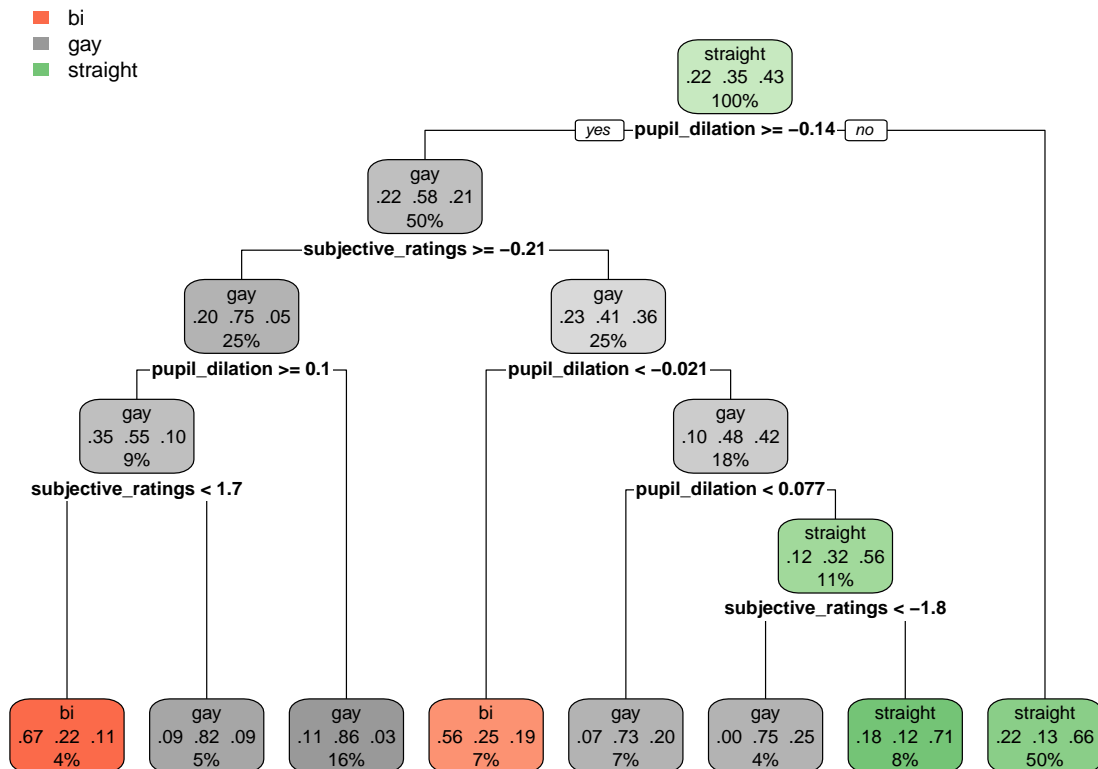 bi
gay
straight
straight
.22 .35 .43
100%
yes pupil_dilation >= −0.14 no
gay
.22 .58 .21
50%
subjective_ratings >= −0.21
gay
.20 .75 .05
25%
gay
.23 .41 .36
25%
pupil_dilation >= 0.1
pupil_dilation < −0.021
gay
.35 .55 .10
9%
gay
.10 .48 .42
18%
subjective_ratings < 1.7
pupil_dilation < 0.077
straight
.12 .32 .56
11%
subjective_ratings < −1.8
bi
.67 .22 .11
4%
gay
.09 .82 .09
5%
gay
.11 .86 .03
16%
bi
.56 .25 .19
7%
gay
.07 .73 .20
7%
gay
.00 .75 .25
4%
straight
.18 .12 .71
8%
straight
.22 .13 .66
50%